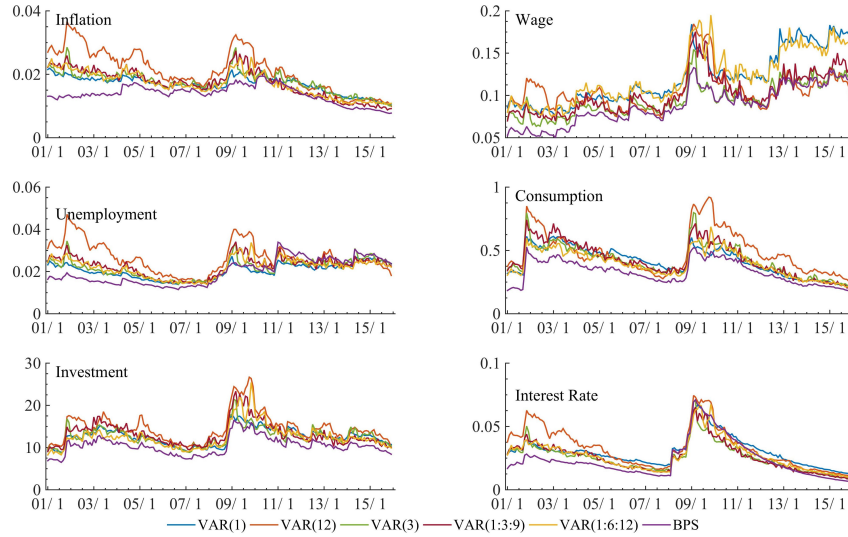 Inflation
0.04
0.02
0
01/ 1 03/ 1 05/ 1 07/ 1 09/ 1 11/ 1 13/ 1 15/ 1
Wage
0.2
0.15
0.1
0.05
01/ 1 03/ 1 05/ 1 07/ 1 09/ 1 11/ 1 13/ 1 15/ 1
Unemployment
0.06
0.04
0.02
0
01/ 1 03/ 1 05/ 1 07/ 1 09/ 1 11/ 1 13/ 1 15/ 1
Consumption
1
0.5
0
01/ 1 03/ 1 05/ 1 07/ 1 09/ 1 11/ 1 13/ 1 15/ 1
Investment
30
20
10
0
01/ 1 03/ 1 05/ 1 07/ 1 09/ 1 11/ 1 13/ 1 15/ 1
Interest Rate
0.1
0.05
0
01/ 1 03/ 1 05/ 1 07/ 1 09/ 1 11/ 1 13/ 1 15/ 1
VAR(1) VAR(12) VAR(3) VAR(1:3:9) VAR(1:6:12) BPS